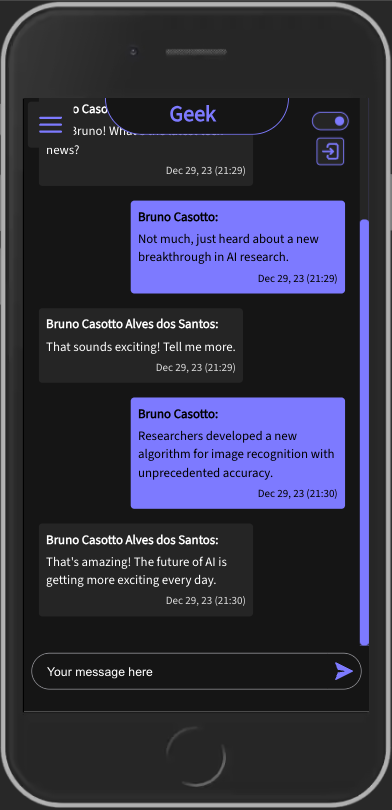 Geek
Bruno! What
news?
Dec 29, 23 (21:29)
Bruno Casotto:
Not much, just heard about a new
breakthrough in AI research.
Dec 29, 23 (21:29)
Bruno Casotto Alves dos Santos:
That sounds exciting! Tell me more.
Dec 29, 23 (21:29)
Bruno Casotto:
Researchers developed a new
algorithm for image recognition with
unprecedented accuracy.
Dec 29, 23 (21:30)
Bruno Casotto Alves dos Santos:
That's amazing! The future of AI is
getting more exciting every day.
Dec 29, 23 (21:30)
Your message here